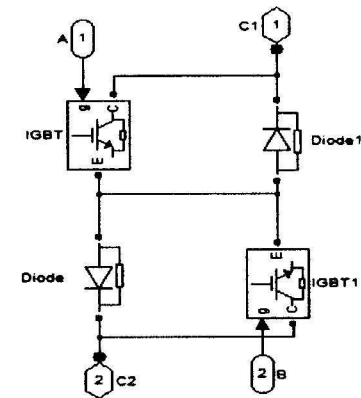 C1 1
A 1
g C
IGBT
E
Diode1
E
Diode
IGBT1
g C
2 C2
2 B